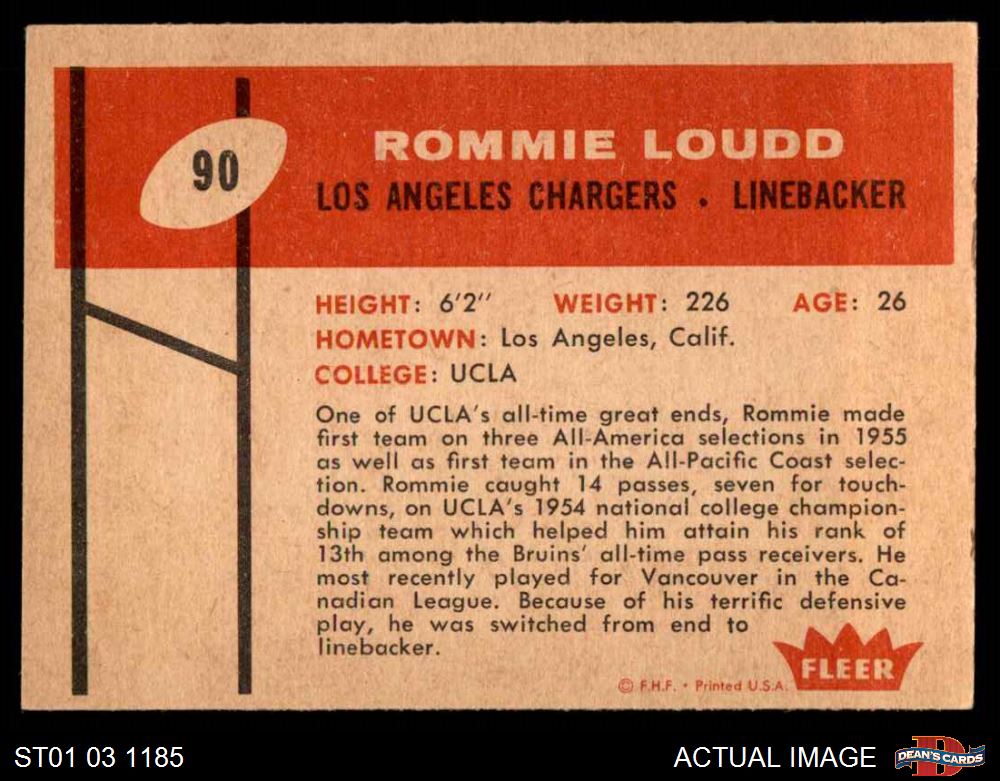 90
ROMMIE LOUDD
LOS ANGELES CHARGERS . LINEBACKER
HEIGHT: 6'2" WEIGHT: 226 AGE: 26
HOMETOWN: Los Angeles, Calif.
COLLEGE: UCLA
One of UCLA's all-time great ends, Rommie made
first team on three All-America selections in 1955
as well as first team in the All-Pacific Coast selec-
tion. Rommie caught 14 passes, seven for touch-
downs, on UCLA's 1954 national college champion-
ship team which helped him attain his rank of
13th among the Bruins' all-time pass receivers. He
most recently played for Vancouver in the Ca-
nadian League. Because of his terrific defensive
play, he was switched from end to
linebacker.
FLEER
© F.H.F. • Printed U.S.A.
ST01 03 1185
ACTUAL IMAGE
D
DEAN'S CARDS